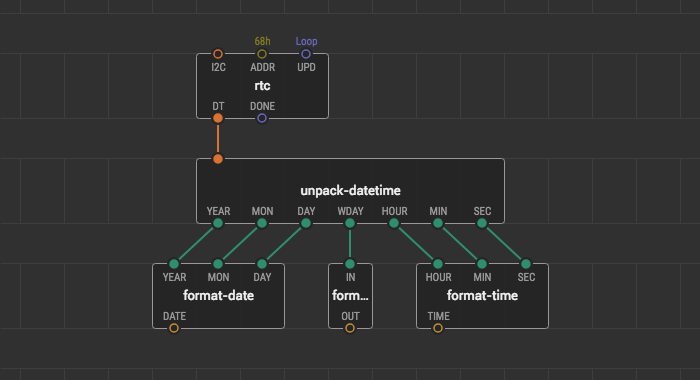 68h Loop
I2C ADDR UPD
rtc
DT DONE
unpack-datetime
YEAR MON DAY WDAY HOUR MIN SEC
YEAR MON DAY IN HOUR MIN SEC
format-date form... format-time
DATE OUT TIME